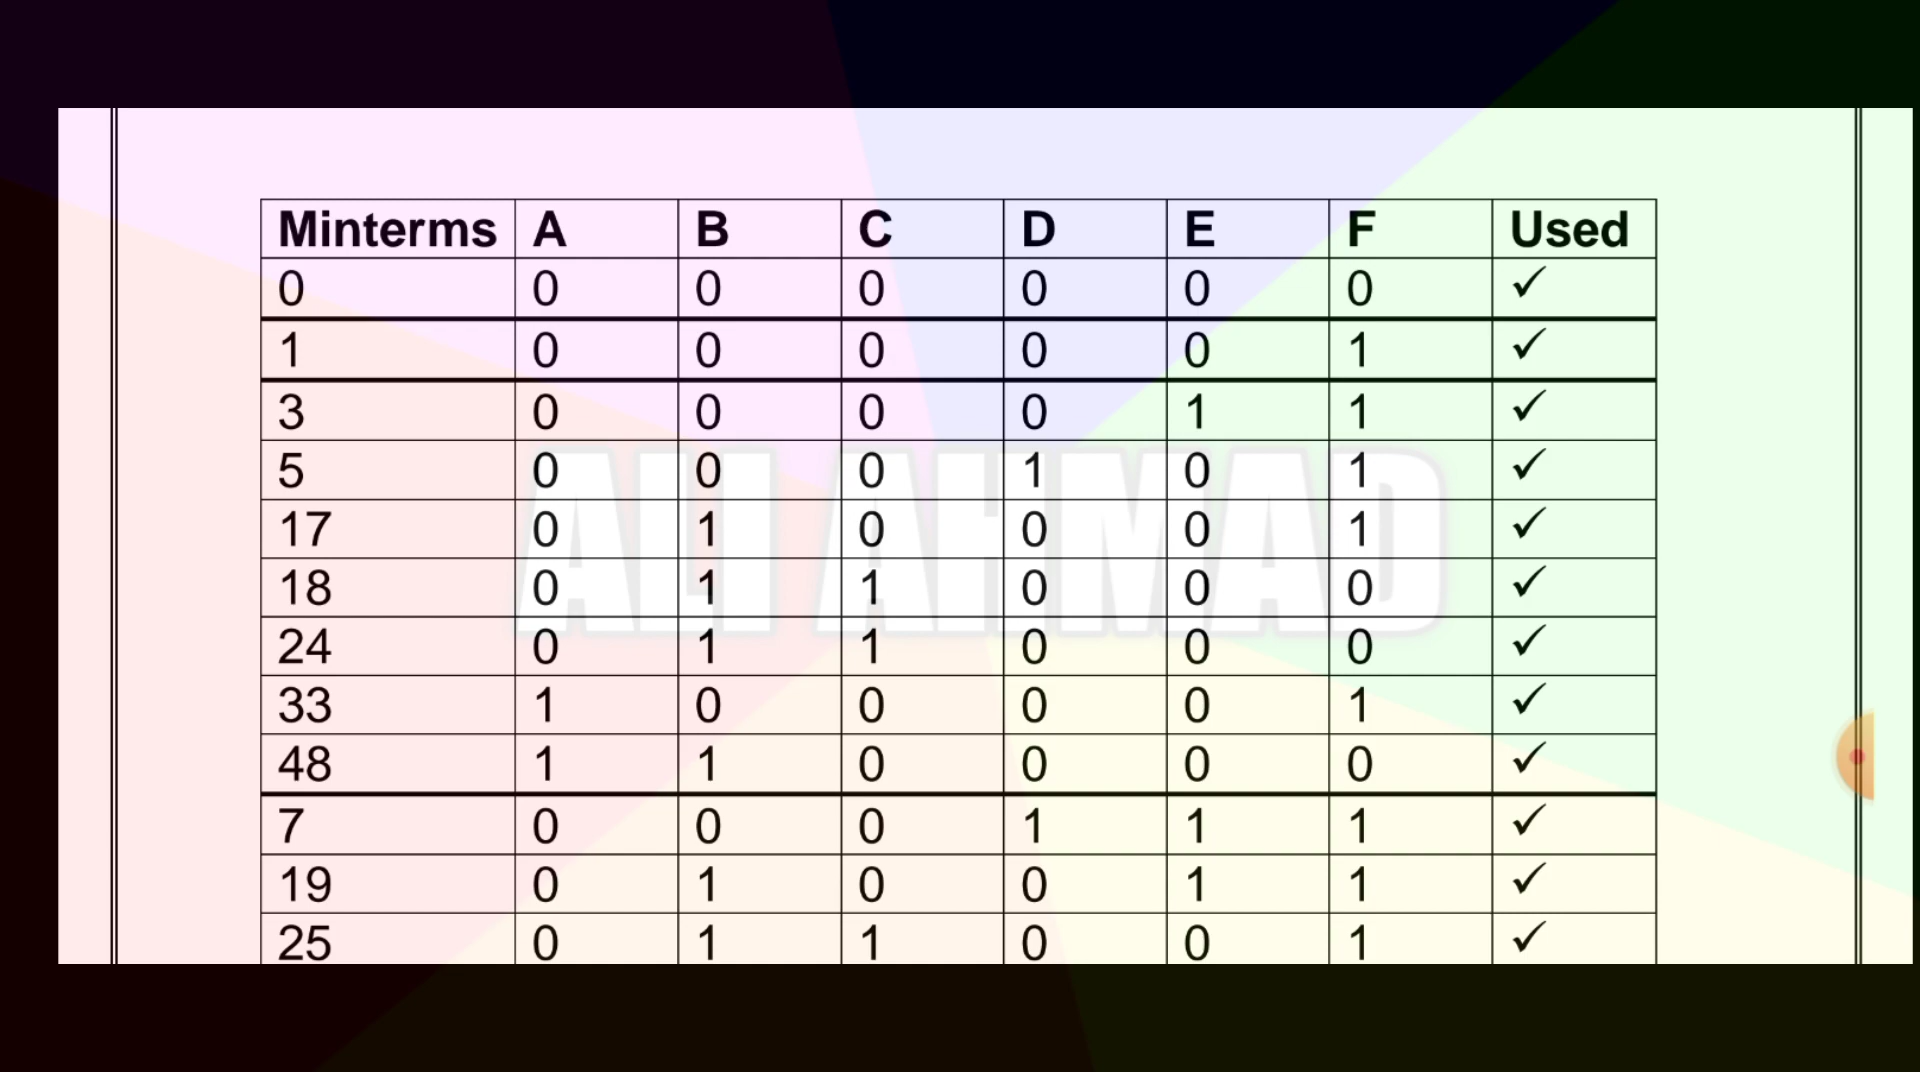 Minterms A B C D E F Used
0 0 0 0 0 0 0 ✓
1 0 0 0 0 0 1 ✓
3 0 0 0 0 1 1 ✓
5 0 0 0 1 0 1 ✓
17 0 1 0 0 0 1 ✓
18 0 1 1 0 0 0 ✓
24 0 1 1 0 0 0 ✓
33 1 0 0 0 0 1 ✓
48 1 1 0 0 0 0 ✓
7 0 0 0 1 1 1 ✓
19 0 1 0 0 1 1 ✓
25 0 1 1 0 0 1 ✓
ALI AHMAD